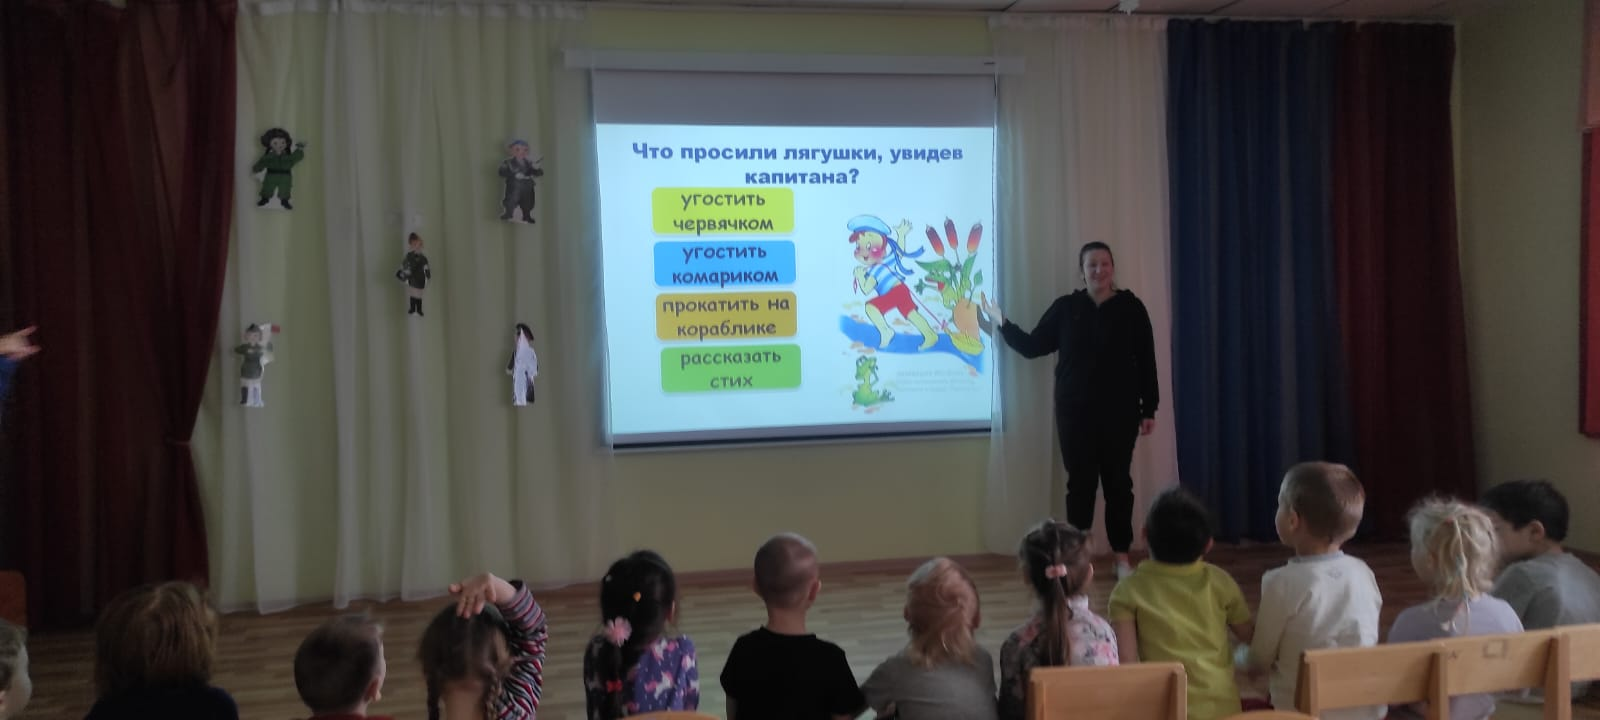 Что просили лягушки, увидев
капитана?
угостить
червячком
угостить
комариком
прокатить на
кораблике
рассказать
стих